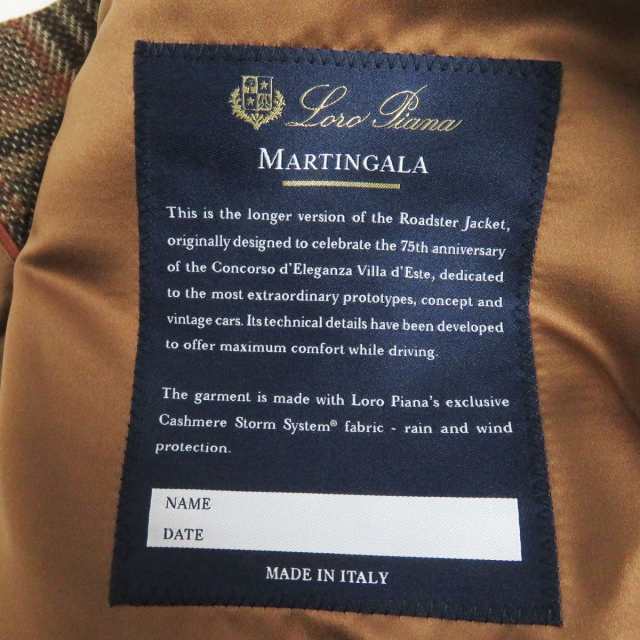 Loro Piana
MARTINGALA
This is the longer version of the Roadster Jacket,
originally designed to celebrate the 75th anniversary
of the Concorso d'Eleganza Villa d'Este, dedicated
to the most extraordinary prototypes, concept and
vintage cars. Its technical details have been developed
to offer maximum comfort while driving.
The garment is made with Loro Piana's exclusive
Cashmere Storm System® fabric - rain and wind
protection.
NAME
DATE
MADE IN ITALY